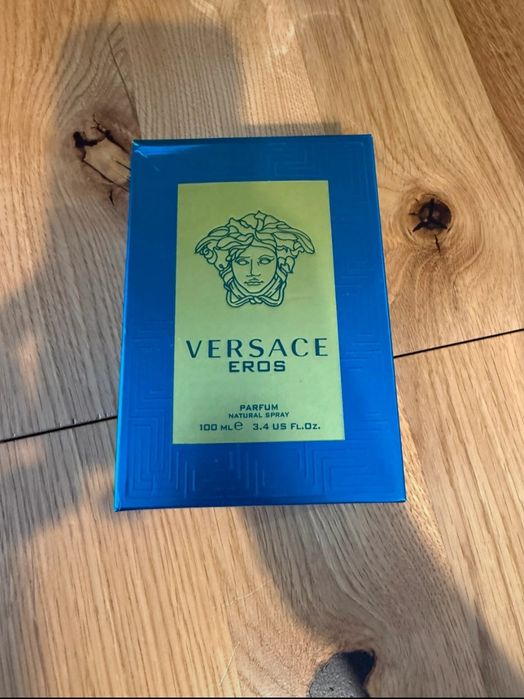 VERSACE
EROS
PARFUM
NATURAL SPRAY
100 ML℮ 3.4 US FL.OZ.